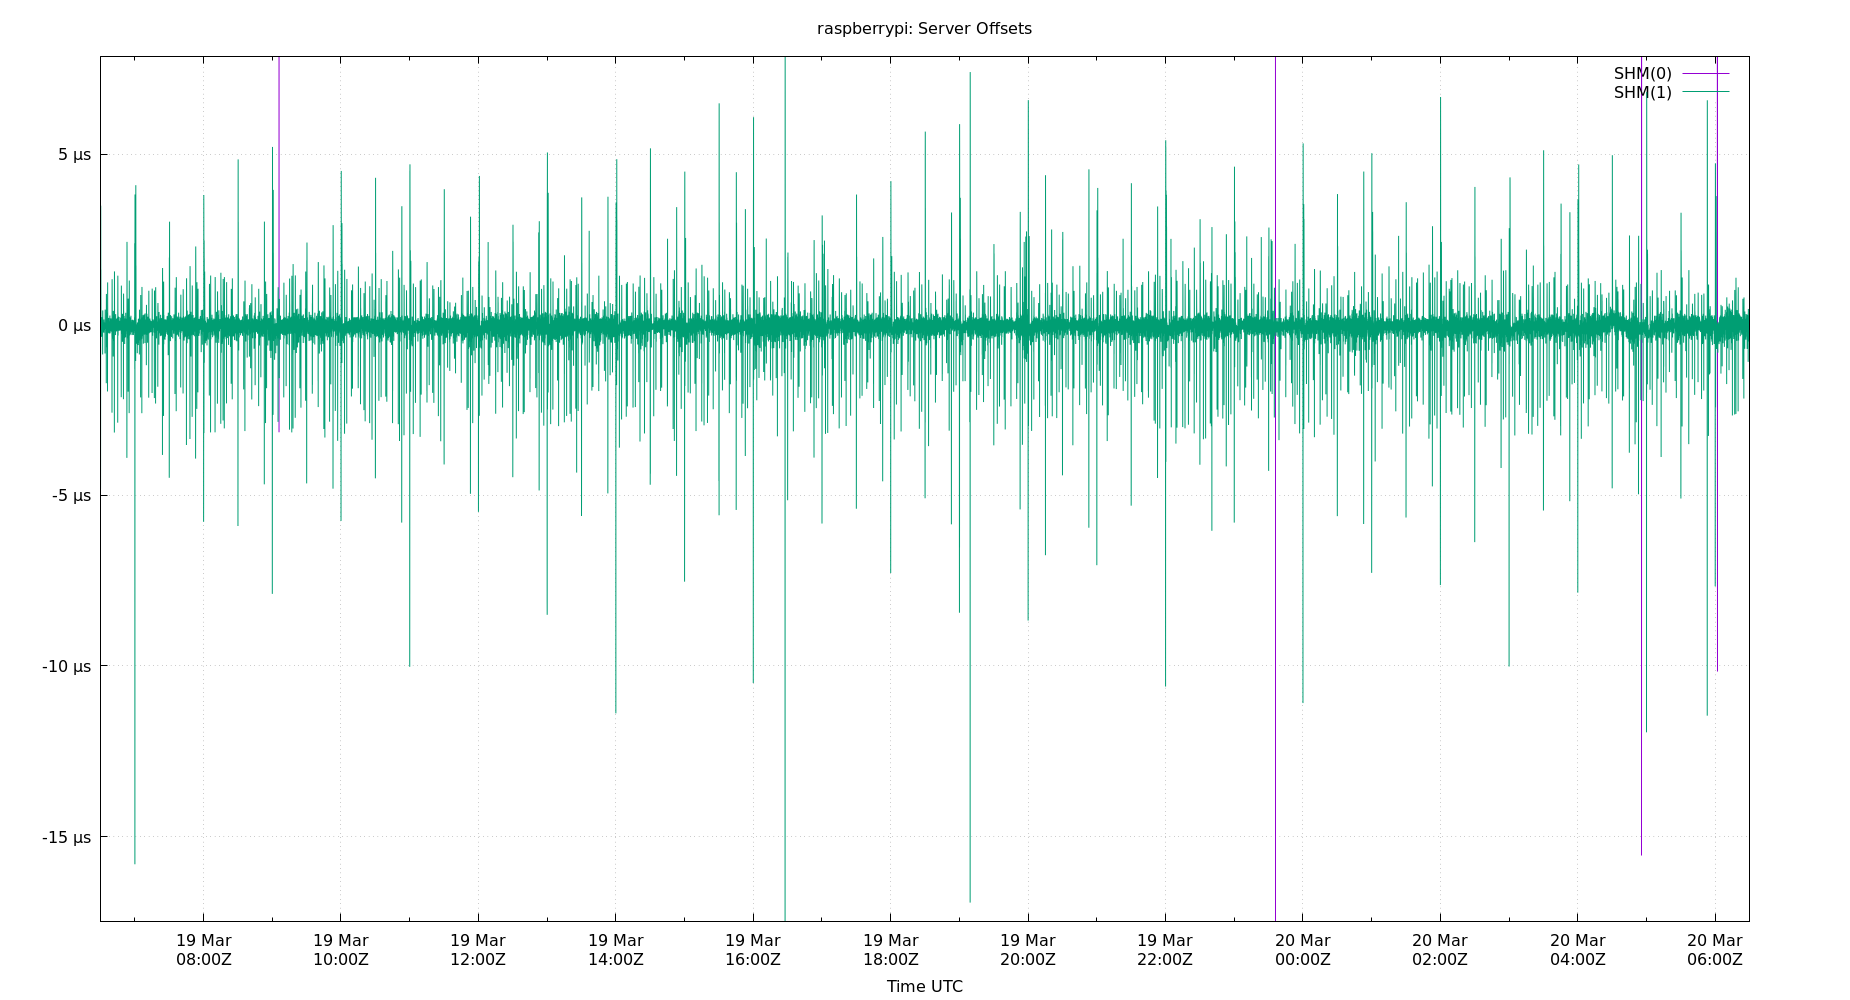 raspberrypi: Server Offsets
SHM(0)
SHM(1)
5 µs
0 µs
-5 µs
-10 µs
-15 µs
19 Mar 19 Mar 19 Mar 19 Mar 19 Mar 19 Mar 19 Mar 19 Mar 20 Mar 20 Mar 20 Mar 20 Mar
08:00Z 10:00Z 12:00Z 14:00Z 16:00Z 18:00Z 20:00Z 22:00Z 00:00Z 02:00Z 04:00Z 06:00Z
Time UTC